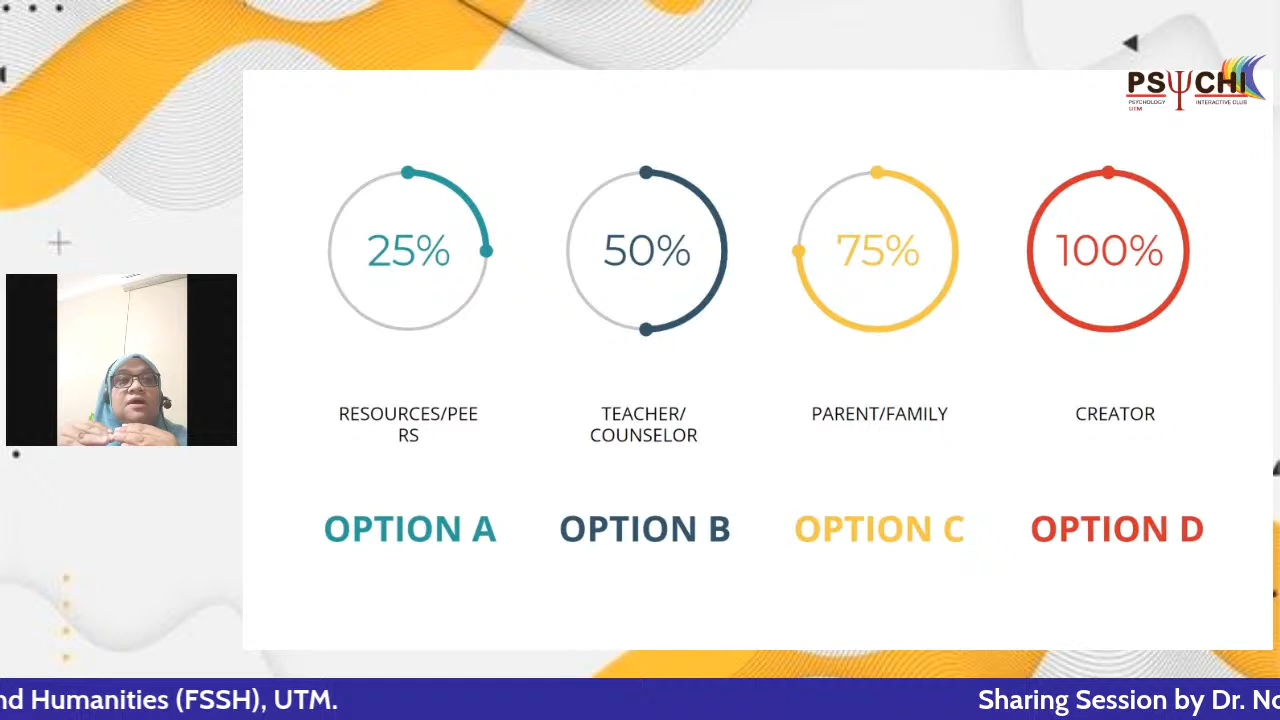 PSYCHI
PSYCHOLOGY INTERACTIVE CLUB
UTM
25% 50% 75% 100%
RESOURCES/PEE
RS
TEACHER/
COUNSELOR
PARENT/FAMILY
CREATOR
OPTION A OPTION B OPTION C OPTION D
nd Humanities (FSSH), UTM. Sharing Session by Dr. No